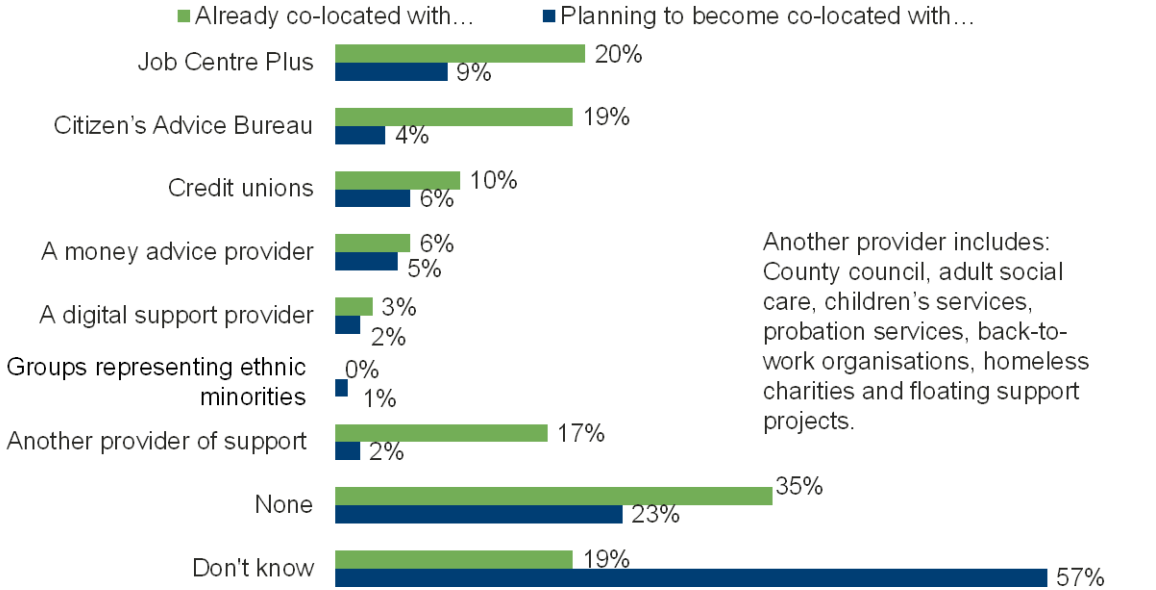 Already co-located with… Planning to become co-located with…
Job Centre Plus 20%
9%
Citizen’s Advice Bureau 19%
4%
Credit unions 10%
6%
A money advice provider 6%
5%
A digital support provider 3%
2%
Groups representing ethnic
minorities
0%
1%
Another provider of support 17%
2%
None 35%
23%
Don't know 19%
57%
Another provider includes:
County council, adult social
care, children’s services,
probation services, back-to-
work organisations, homeless
charities and floating support
projects.